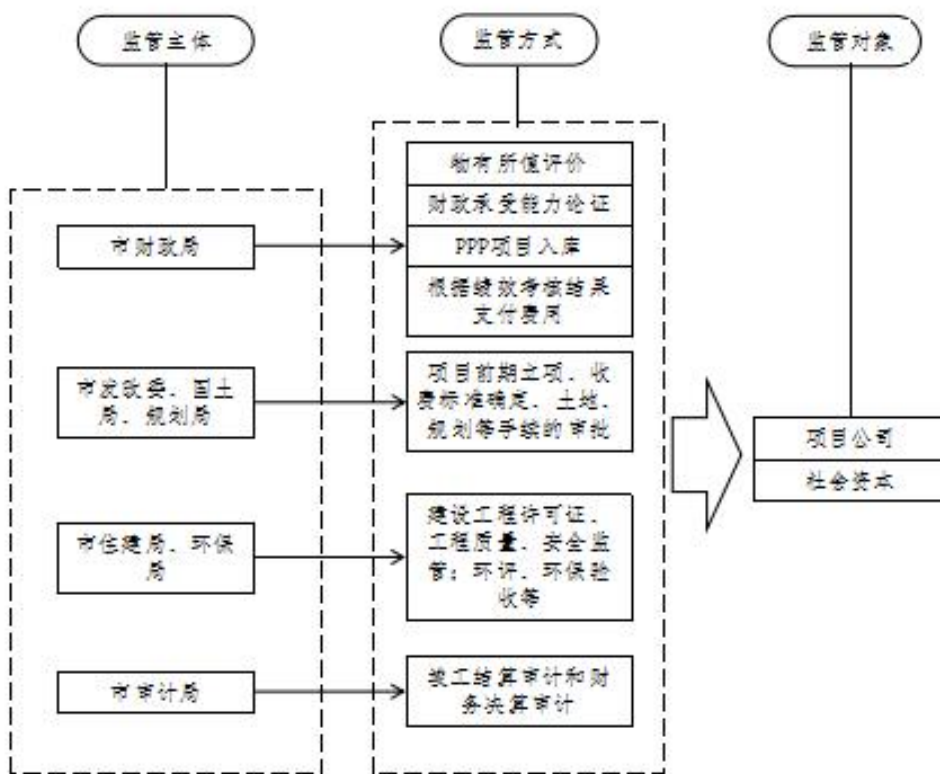 监管主体
监管方式
监管对象
物有所值评价
财政承受能力论证
市财政局
PPP项目入库
根据绩效考核结果
支付费用
市发改委、国土
局、规划局
项目前期立项、收
费标准确定、土地、
规划等手续的审批
项目公司
社会资本
市住建局、环保
局
建设工程许可证、
工程质量、安全监
管；环评、环保验
收等
市审计局
竣工结算审计和财
务决算审计